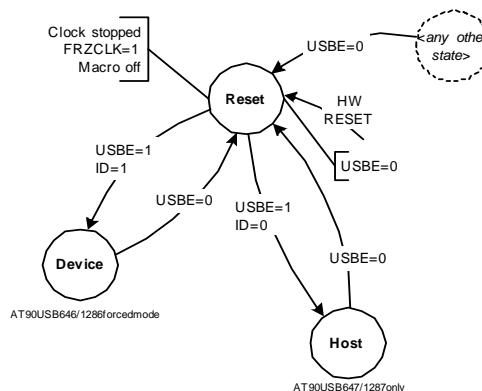 Clock stopped
FRZCLK=1
Macro off
USBE=0
<any othe
state>
Reset
HW
RESET
USBE=0
USBE=1
ID=1
USBE=0
USBE=1
ID=0
USBE=0
Device
AT90USB646/1286forcedmode
Host
AT90USB647/1287only